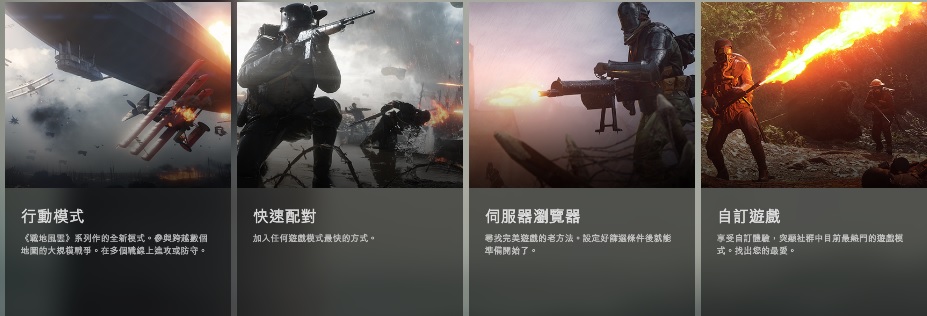 行動模式
《戰地風雲》系列作的全新模式。參與跨越數個
地圖的大規模戰爭。在多個戰線上進攻或防守。
快速配對
加入任何遊戲模式最快的方式。
伺服器瀏覽器
尋找完美遊戲的老方法。設定好篩選條件後就能
準備開始了。
自訂遊戲
享受自訂體驗，突顯社群中目前最熱門的遊戲模
式。找出您的最愛。